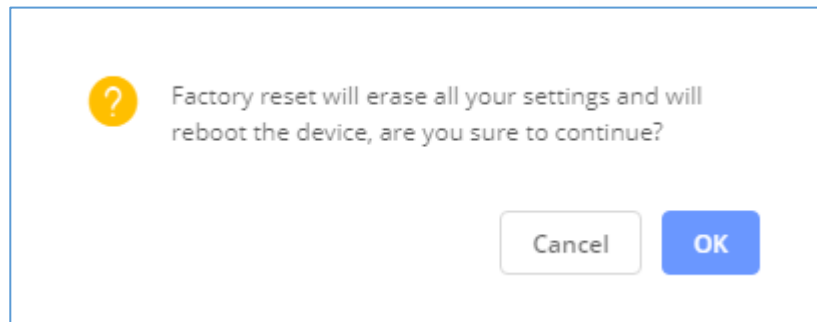 ?
Factory reset will erase all your settings and will
reboot the device, are you sure to continue?
Cancel
OK